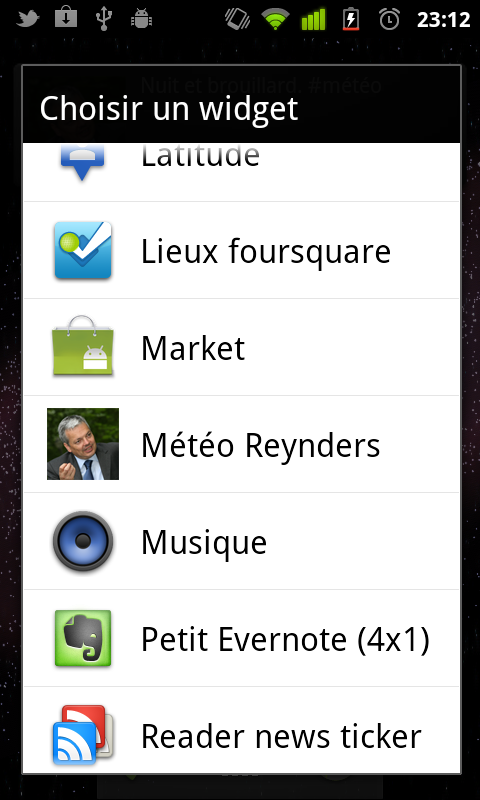 23:12
Nuit et brouillard. #météo
Choisir un widget
Latitude
Lieux foursquare
Market
Météo Reynders
Musique
Petit Evernote (4x1)
Reader news ticker